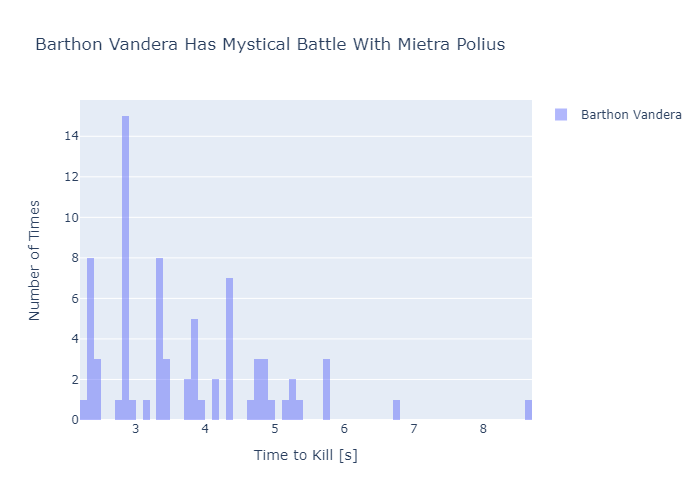 Barthon Vandera Has Mystical Battle With Mietra Polius
Barthon Vandera
Number of Times
14
12
10
8
6
4
2
0
3 4 5 6 7 8
Time to Kill [s]